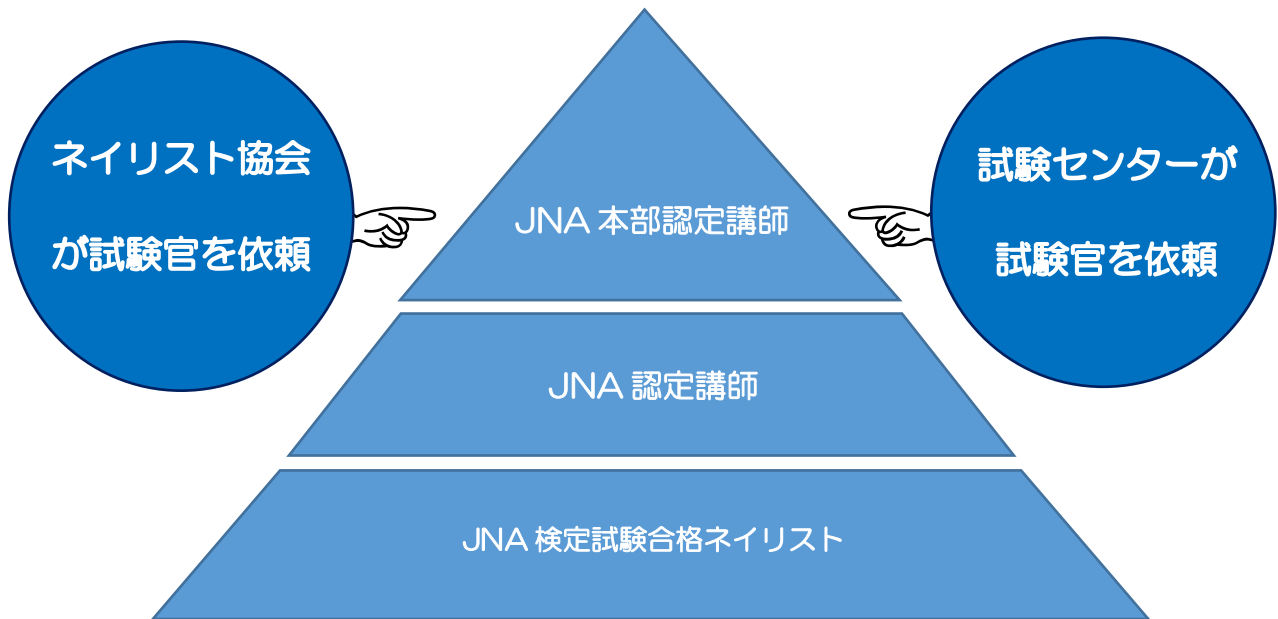 ネイリスト協会
が試験官を依頼
試験センターが
試験官を依頼
JNA 本部認定講師
JNA 認定講師
JNA 検定試験合格ネイリスト